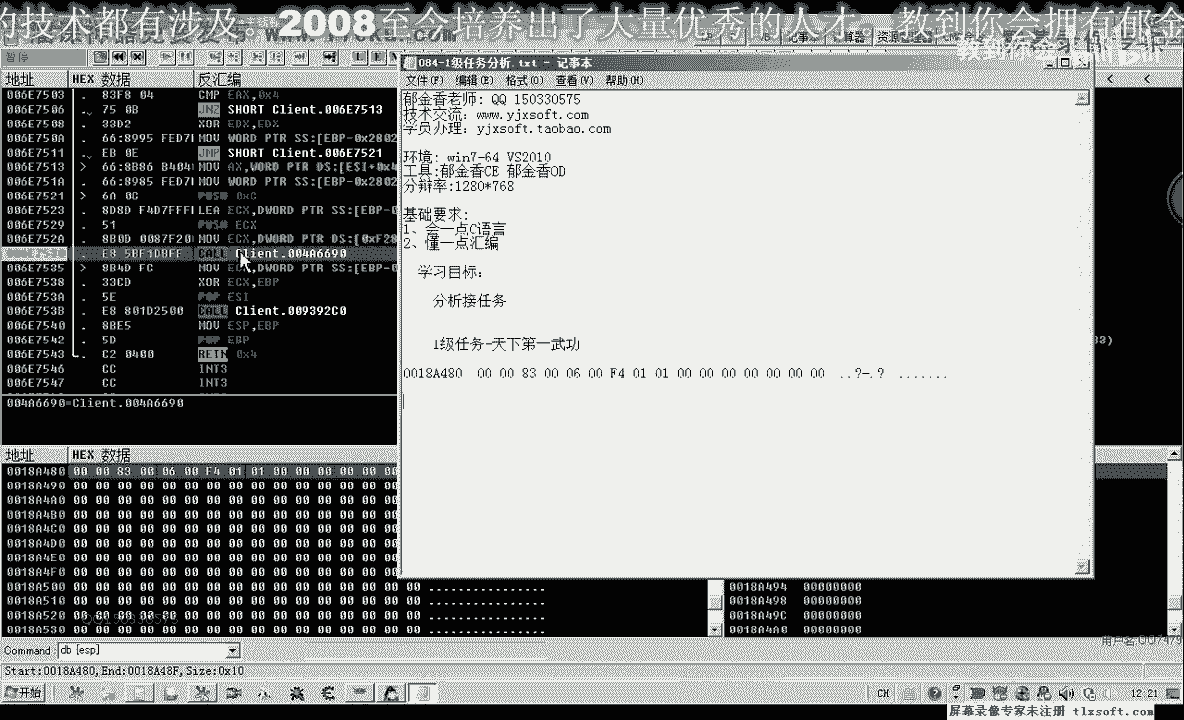 的技术都有涉及。2008至今培养出了大量优秀的人才。教到你会拥有郁金
地址 HEX 数据 反汇编
006E7503 . 83F8 04 CMP EAX,0x4
006E7506 . 75 0B JNZ SHORT Client.006E7513
006E7508 . 33D2 XOR EDX,EDX
006E750A . 66:8995 FED7 MOV WORD PTR SS:[EBP-0x2802
006E7511 . EB 0E JMP SHORT Client.006E7521
006E7513 > 66:8B86 B404 MOV AX,WORD PTR DS:[ESI+0x4
006E751A . 66:8985 FED7 MOV WORD PTR SS:[EBP-0x2802
006E7521 > 6A 0C PUSH 0xC
006E7523 . 8D8D F4D7FFF LEA ECX,DWORD PTR SS:[EBP-0
006E7529 . 51 PUSH ECX
006E752A . 8B0D 0087F20 MOV ECX,DWORD PTR DS:[0xF28
. E8 5BF1DBFF CALL Client.004A6690
006E7535 > 8B4D FC MOV ECX,DWORD PTR SS:[EBP-
006E7538 . 33CD XOR ECX,EBP
006E753A . 5E POP ESI
006E753B . E8 801D2500 CALL Client.009392C0
006E7540 . 8BE5 MOV ESP,EBP
006E7542 . 5D POP EBP
006E7543 . C2 0400 RETN 0x4
006E7546 CC INT3
006E7547 CC INT3
004A6690=Client.004A6690
084-1级任务分析.txt - 记事本
文件(F) 编辑(E) 格式(O) 查看(V) 帮助(H)
郁金香老师: QQ 150330575
技术交流: www.yjxsoft.com
学员办理: yjxsoft.taobao.com
环境: win7-64 VS2010
工具:郁金香CE 郁金香OD
分辩率:1280*768
基础要求:
1、会一点C语言
2、懂一点汇编
学习目标:
分析接任务
1级任务-天下第一武功
0018A480 00 00 83 00 06 00 F4 01 01 00 00 00 00 00 00 00 ..?-.? .......
地址 HEX 数据
0018A480 00 00 83 00 06 00 F4 01 01 00 00 00 00 00 00
0018A490 00 00 00 00 00 00 00 00 00 00 00 00 00 00 00
0018A4A0 00 00 00 00 00 00 00 00 00 00 00 00 00 00 00
0018A4B0 00 00 00 00 00 00 00 00 00 00 00 00 00 00 00
0018A4C0 00 00 00 00 00 00 00 00 00 00 00 00 00 00 00
0018A4D0 00 00 00 00 00 00 00 00 00 00 00 00 00 00 00
0018A4E0 00 00 00 00 00 00 00 00 00 00 00 00 00 00 00
0018A4F0 00 00 00 00 00 00 00 00 00 00 00 00 00 00 00
0018A500 00 00 00 00 00 00 00 00 00 00 00 00 00 00 00 00 ................ 0018A494 00000000
0018A510 00 00 00 00 00 00 00 00 00 00 00 00 00 00 00 00 ................ 0018A498 00000000
0018A520 00 00 00 00 00 00 00 00 00 00 00 00 00 00 00 00 ................ 0018A49C 00000000
0018A530 00 00 00 00 00 00 00 00 00 00 00 00 00 00 00 00 ................ 0018A4A0 00000000
Command: db [esp]
Start:0018A480,End:0018A48F,Size:0x10
开始 CH 12:21
屏幕录像专家未注册 tlxsoft.com